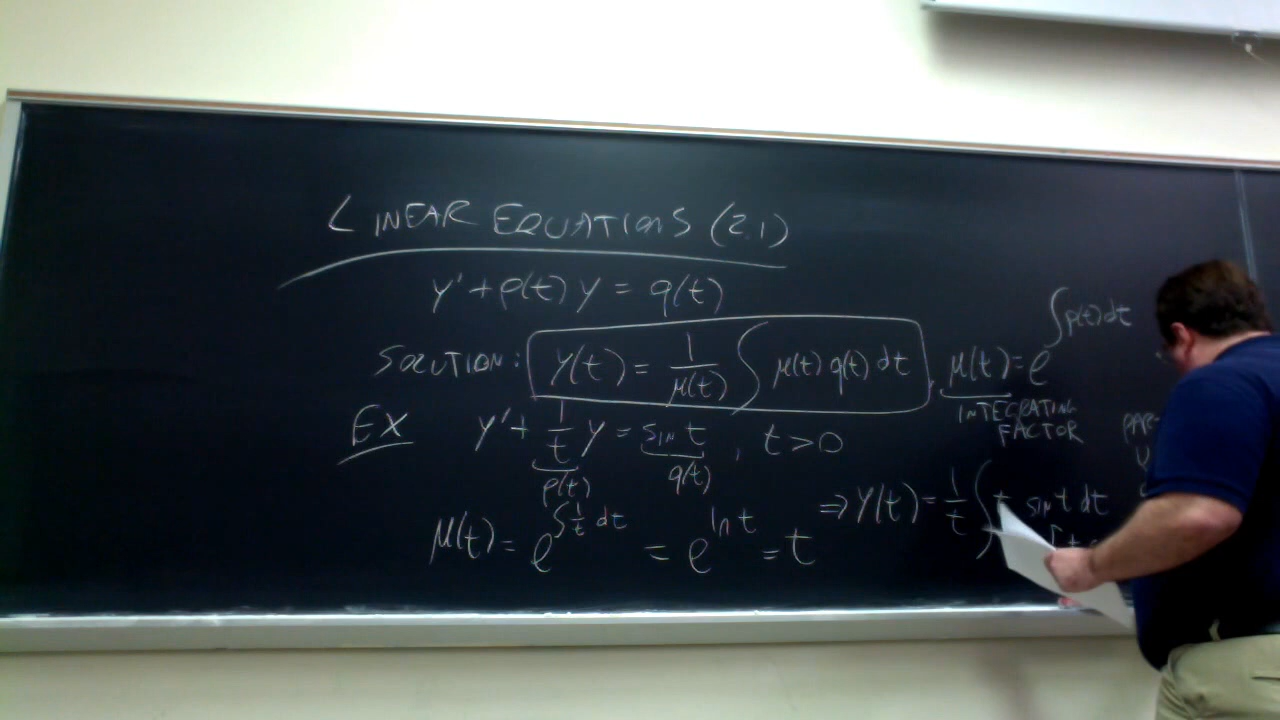 LINEAR EQUATIONS (2.1)
y' + p(t) y = q(t)
SOLUTION: y(t) = 1/μ(t) ∫ μ(t) q(t) dt, μ(t) = e^∫p(t) dt
INTEGRATING
FACTOR
EX y' + 1/t y = SIN t, t > 0
p(t) q(t)
μ(t) = e^∫1/t dt = e^ln t = t
⇒ y(t) = 1/t ∫ t SIN t dt